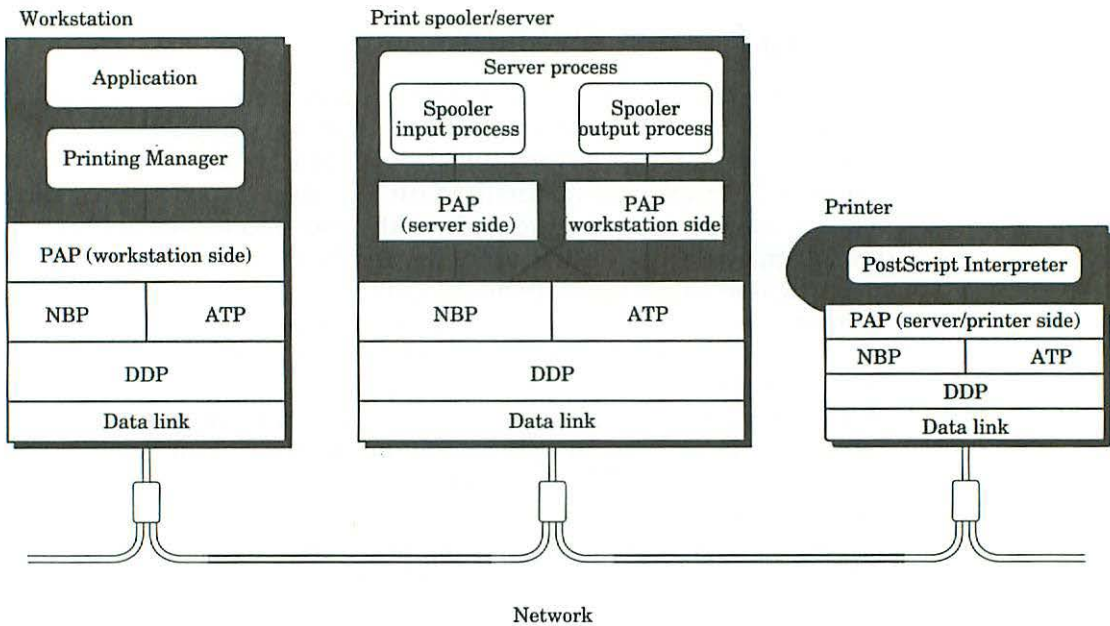 Workstation
Application
Printing Manager
PAP (workstation side)
NBP
ATP
DDP
Data link
Print spooler/server
Server process
Spooler
input process
Spooler
output process
PAP
(server side)
PAP
(workstation side
NBP
ATP
DDP
Data link
Printer
PostScript Interpreter
PAP (server/printer side)
NBP
ATP
DDP
Data link
Network